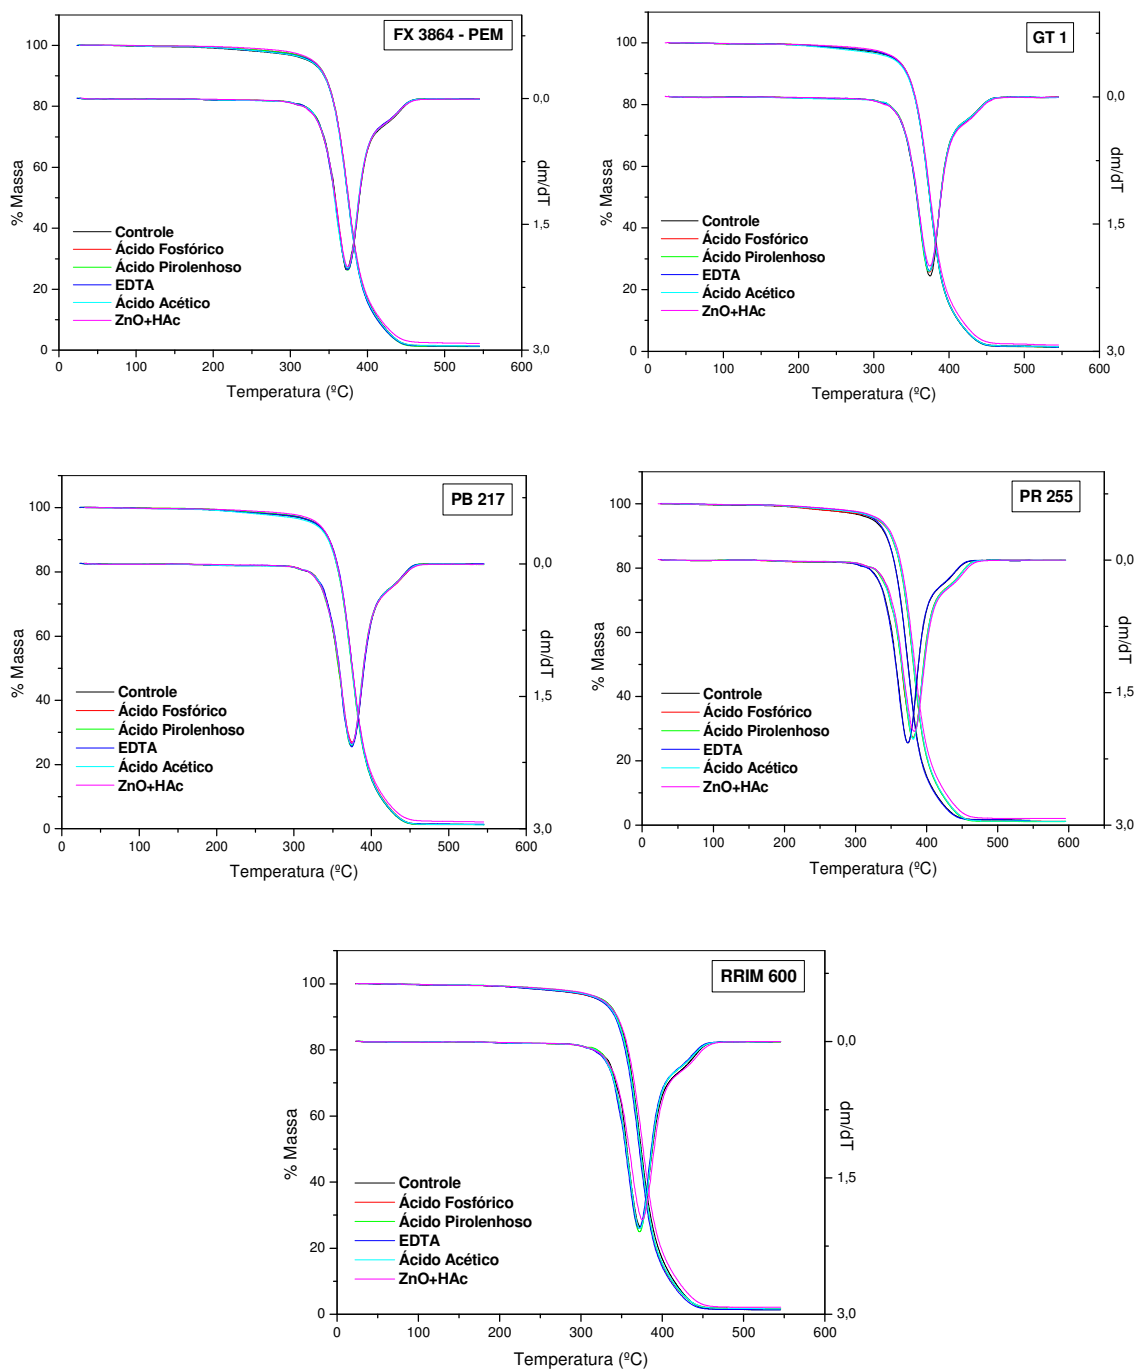 FX 3864 - PEM
100
80
60
40
20
0
% Massa
0,0
1,5
3,0
dm/dT
Controle
Ácido Fosfórico
Ácido Pirolenhoso
EDTA
Ácido Acético
ZnO+HAc
0 100 200 300 400 500 600
Temperatura (ºC)
GT 1
100
80
60
40
20
0
% Massa
0,0
1,5
3,0
dm/dT
Controle
Ácido Fosfórico
Ácido Pirolenhoso
EDTA
Ácido Acético
ZnO+HAc
0 100 200 300 400 500 600
Temperatura (ºC)
PB 217
100
80
60
40
20
0
% Massa
0,0
1,5
3,0
dm/dT
Controle
Ácido Fosfórico
Ácido Pirolenhoso
EDTA
Ácido Acético
ZnO+HAc
0 100 200 300 400 500 600
Temperatura (ºC)
PR 255
100
80
60
40
20
0
% Massa
0,0
1,5
3,0
dm/dT
Controle
Ácido Fosfórico
Ácido Pirolenhoso
EDTA
Ácido Acético
ZnO+HAc
0 100 200 300 400 500 600
Temperatura (ºC)
RRIM 600
100
80
60
40
20
0
% Massa
0,0
1,5
3,0
dm/dT
Controle
Ácido Fosfórico
Ácido Pirolenhoso
EDTA
Ácido Acético
ZnO+HAc
0 100 200 300 400 500 600
Temperatura (ºC)